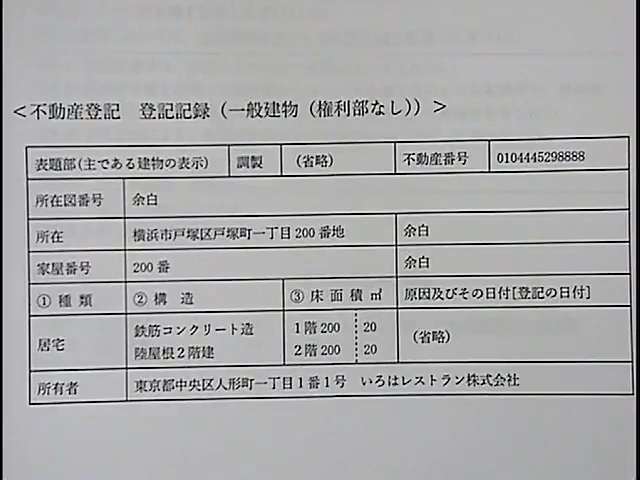 ＜不動産登記　登記記録（一般建物（権利部なし））＞
表題部(主である建物の表示) 調製 （省略） 不動産番号 0104445298888
所在図番号 余白
所在 横浜市戸塚区戸塚町一丁目200番地 余白
家屋番号 200番 余白
①種類 ②構造 ③床面積㎡ 原因及びその日付[登記の日付]
居宅 鉄筋コンクリート造 1階200 20 （省略）
陸屋根2階建 2階200 20
所有者 東京都中央区人形町一丁目1番1号　いろはレストラン株式会社